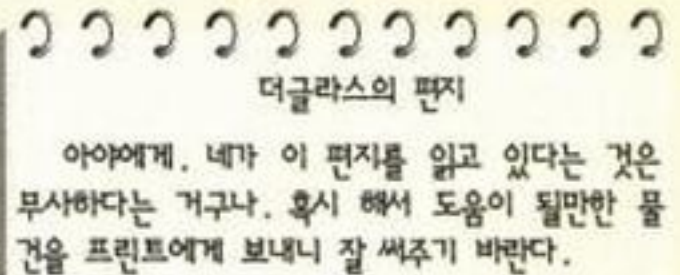 더글라스의 편지
아야에게. 네가 이 편지를 읽고 있다는 것은
무사하다는 거구나. 혹시 해서 도움이 될만한 물
건을 프린트에게 보내니 잘 써주기 바란다.